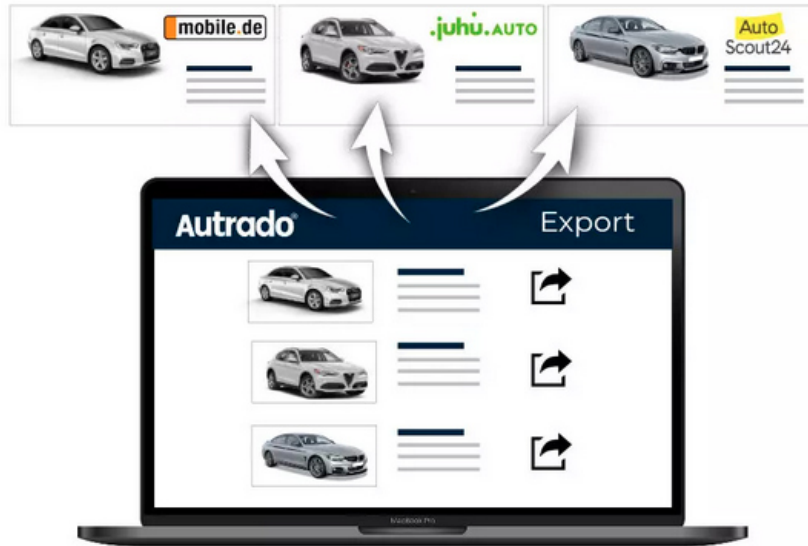 mobile.de
.juhu.AUTO
Auto
Scout24
Autrado®
Export
MacBook Pro